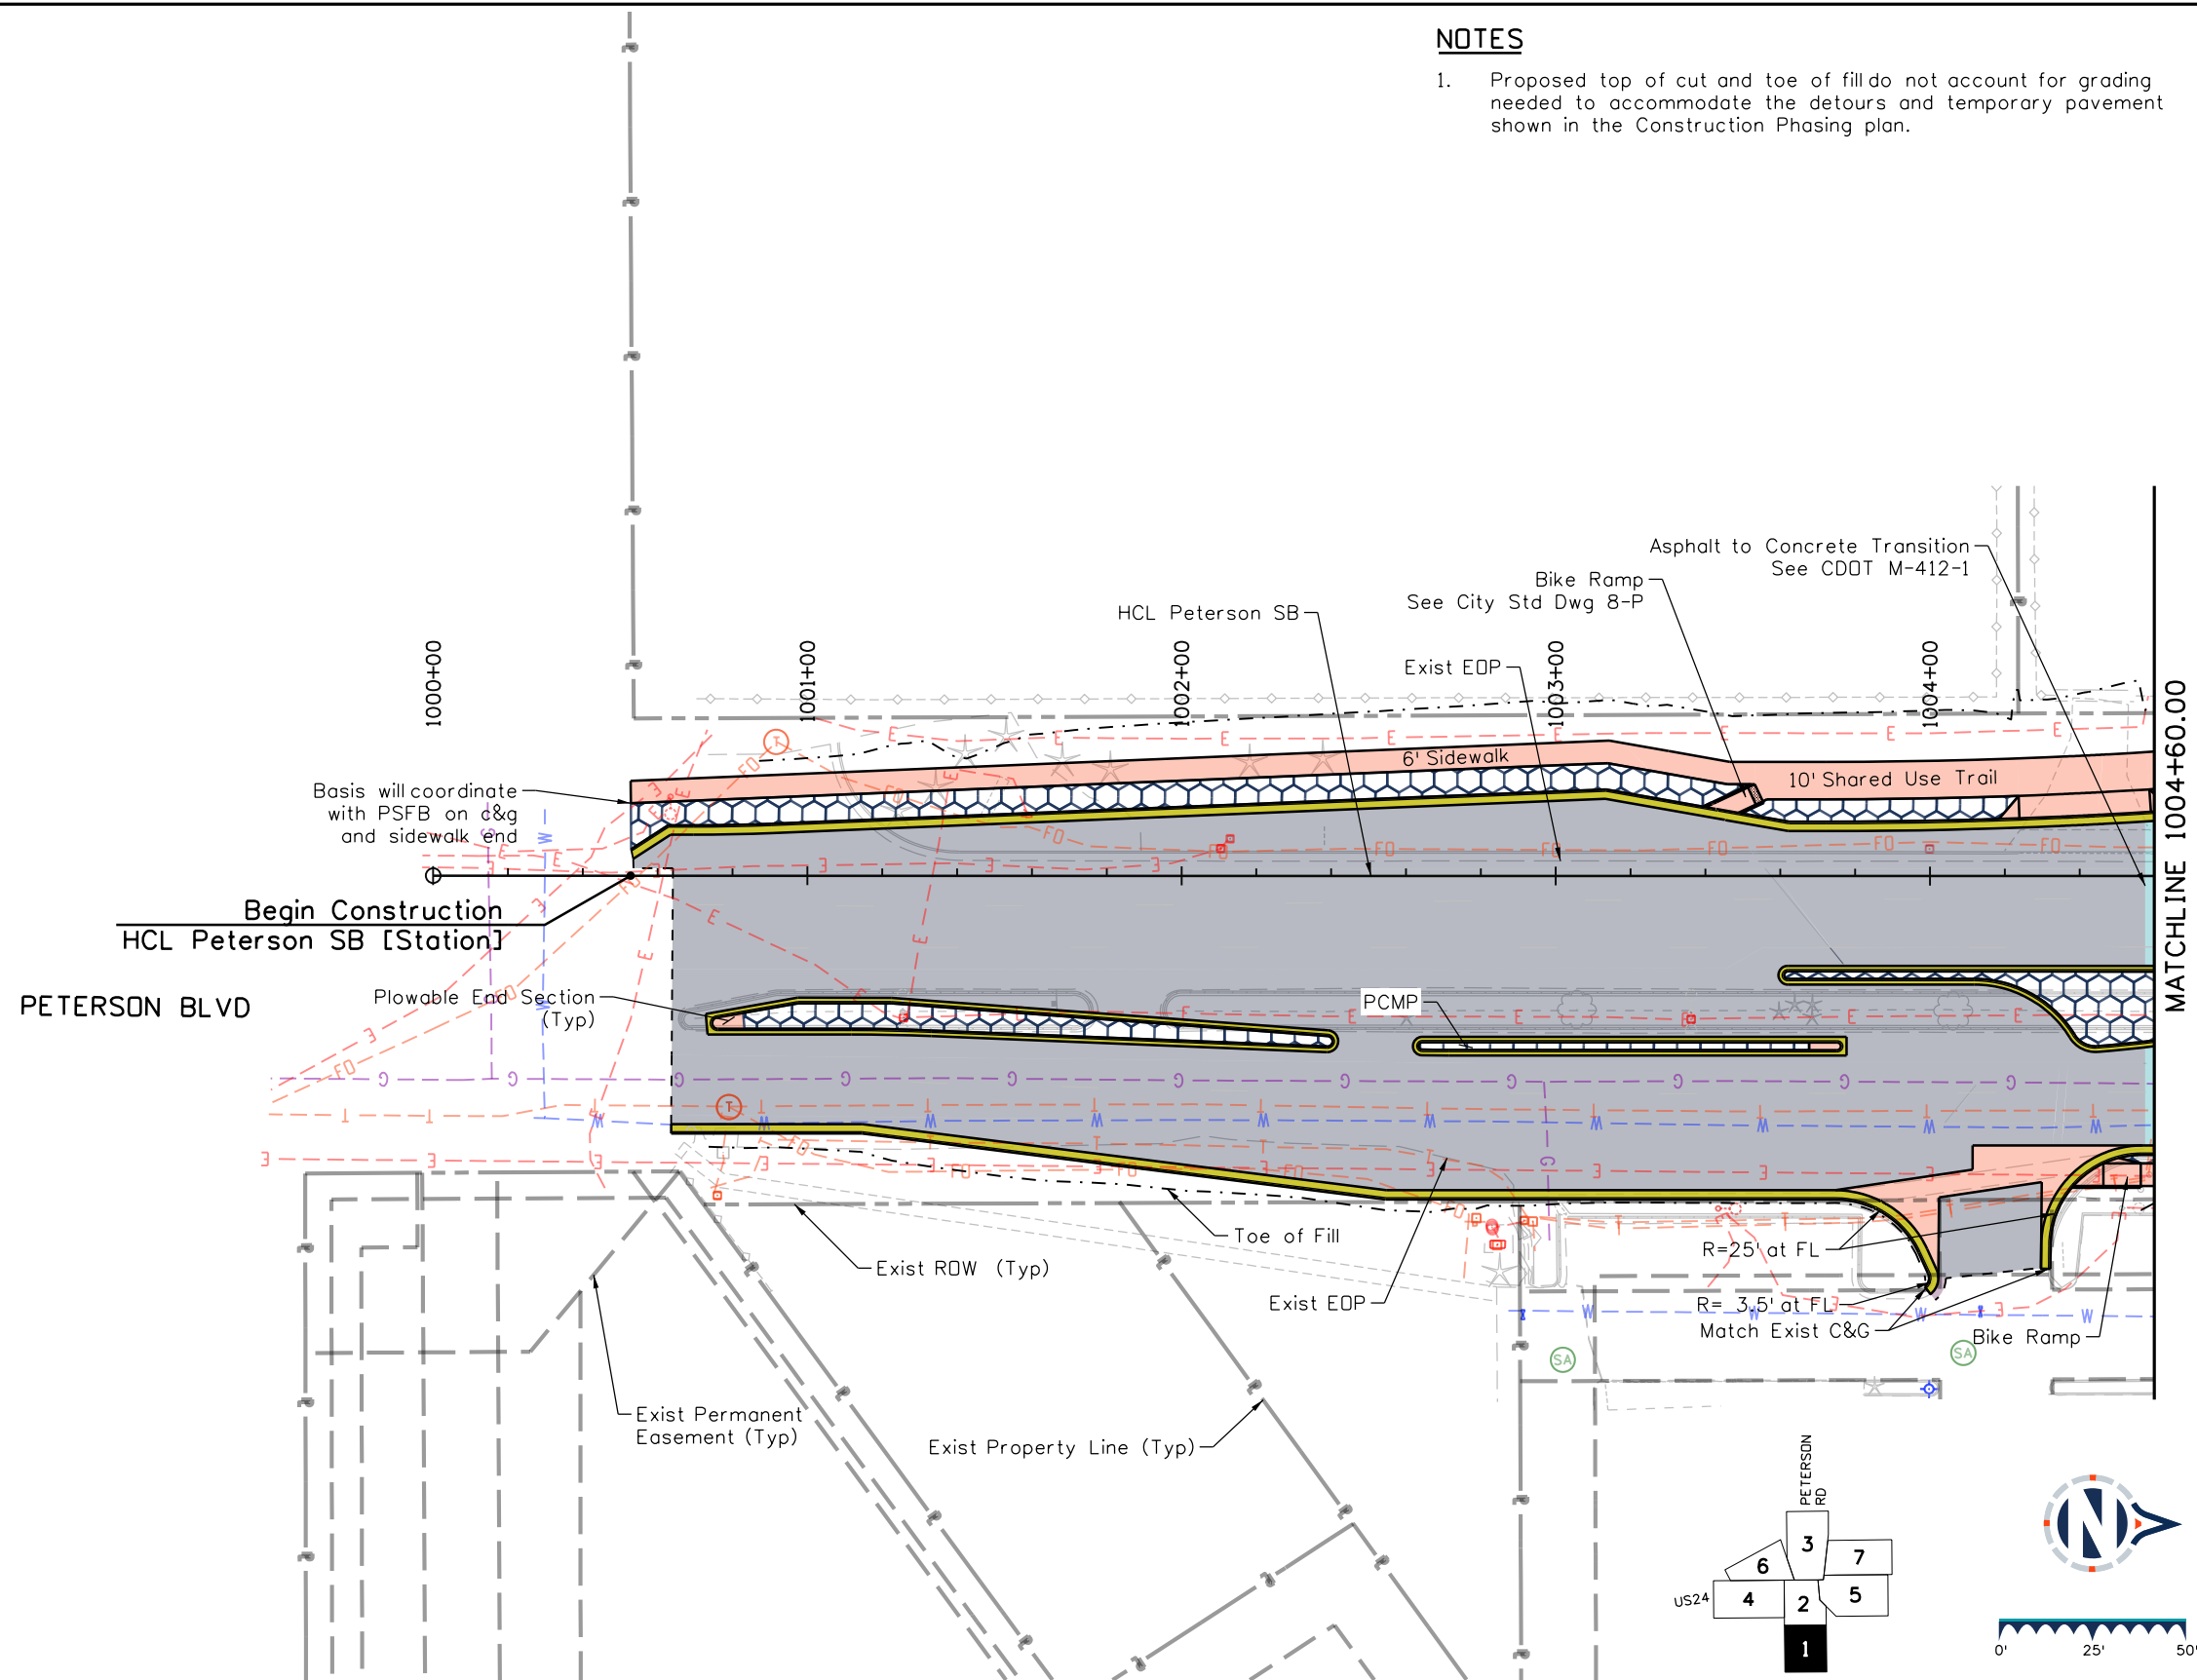 NOTES
1. Proposed top of cut and toe of fill do not account for grading
needed to accommodate the detours and temporary pavement
shown in the Construction Phasing plan.
Asphalt to Concrete Transition
See CDOT M-412-1
Bike Ramp
See City Std Dwg 8-P
HCL Peterson SB
Exist EOP
1000+00
1001+00
1002+00
1003+00
1004+00
MATCHLINE 1004+60.00
6' Sidewalk
10' Shared Use Trail
Basis will coordinate
with PSFB on c&g
and sidewalk end
Begin Construction
HCL Peterson SB [Station]
PETERSON BLVD
Plowable End Section
(Typ)
PCMP
Toe of Fill
Exist ROW (Typ)
Exist EOP
R=25' at FL
R= 3.5' at FL
Match Exist C&G
Bike Ramp
SA
SA
Exist Permanent
Easement (Typ)
Exist Property Line (Typ)
PETERSON
RD
3
6
7
US24
4
2
5
1
N
0'
25'
50'